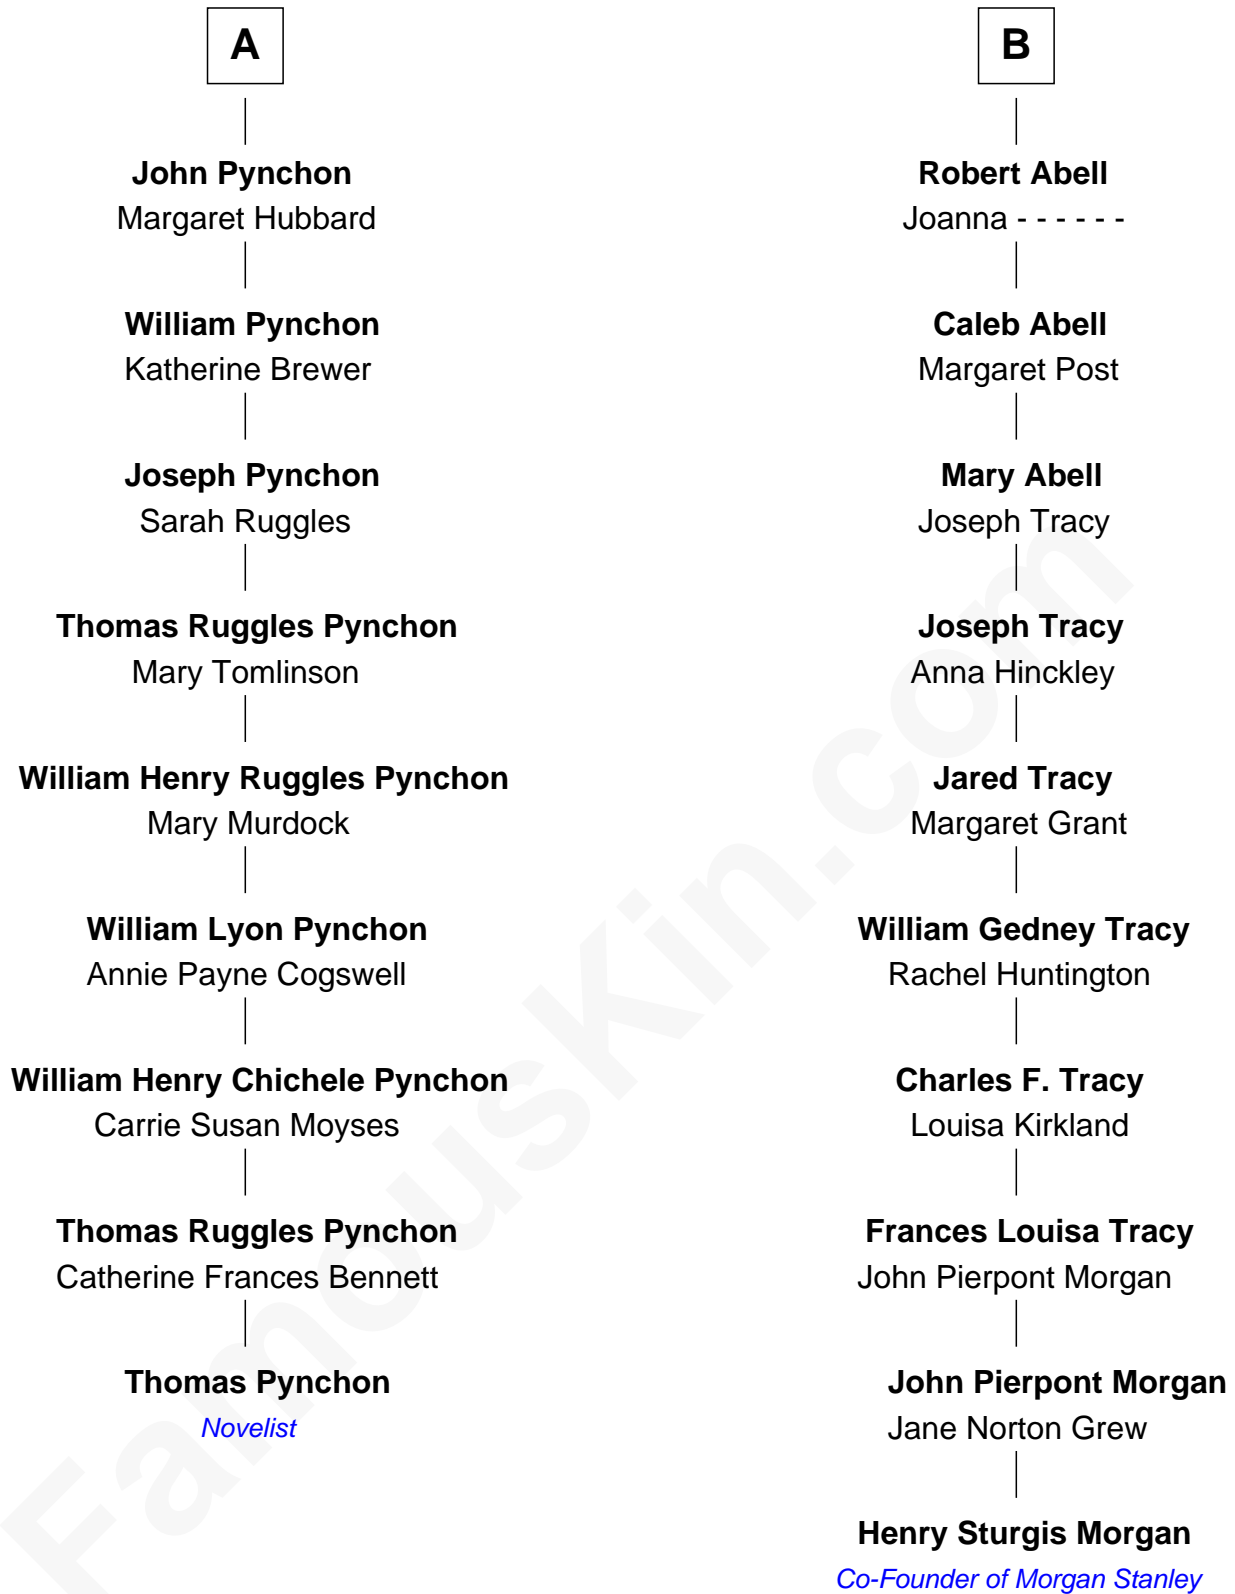 A
John Pynchon
Margaret Hubbard
William Pynchon
Katherine Brewer
Joseph Pynchon
Sarah Ruggles
Thomas Ruggles Pynchon
Mary Tomlinson
William Henry Ruggles Pynchon
Mary Murdock
William Lyon Pynchon
Annie Payne Cogswell
William Henry Chichele Pynchon
Carrie Susan Moyses
Thomas Ruggles Pynchon
Catherine Frances Bennett
Thomas Pynchon
Novelist
B
Robert Abell
Joanna - - - - - -
Caleb Abell
Margaret Post
Mary Abell
Joseph Tracy
Joseph Tracy
Anna Hinckley
Jared Tracy
Margaret Grant
William Gedney Tracy
Rachel Huntington
Charles F. Tracy
Louisa Kirkland
Frances Louisa Tracy
John Pierpont Morgan
John Pierpont Morgan
Jane Norton Grew
Henry Sturgis Morgan
Co-Founder of Morgan Stanley
FamousKin.com